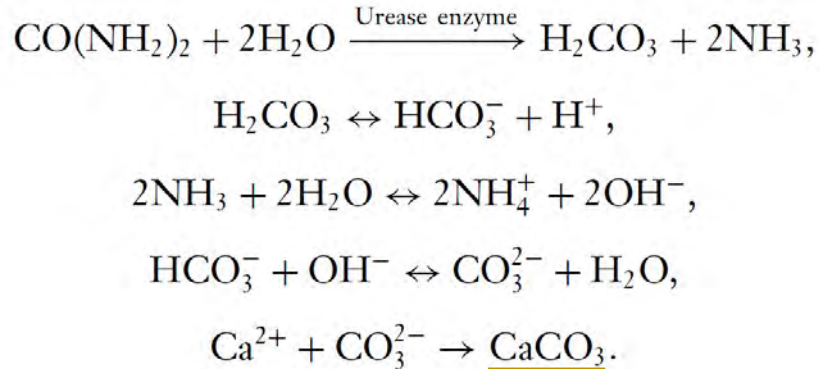 CO(NH₂)₂ + 2H₂O —Urease enzyme→ H₂CO₃ + 2NH₃,
H₂CO₃ ↔ HCO₃⁻ + H⁺,
2NH₃ + 2H₂O ↔ 2NH₄⁺ + 2OH⁻,
HCO₃⁻ + OH⁻ ↔ CO₃²⁻ + H₂O,
Ca²⁺ + CO₃²⁻ → CaCO₃.